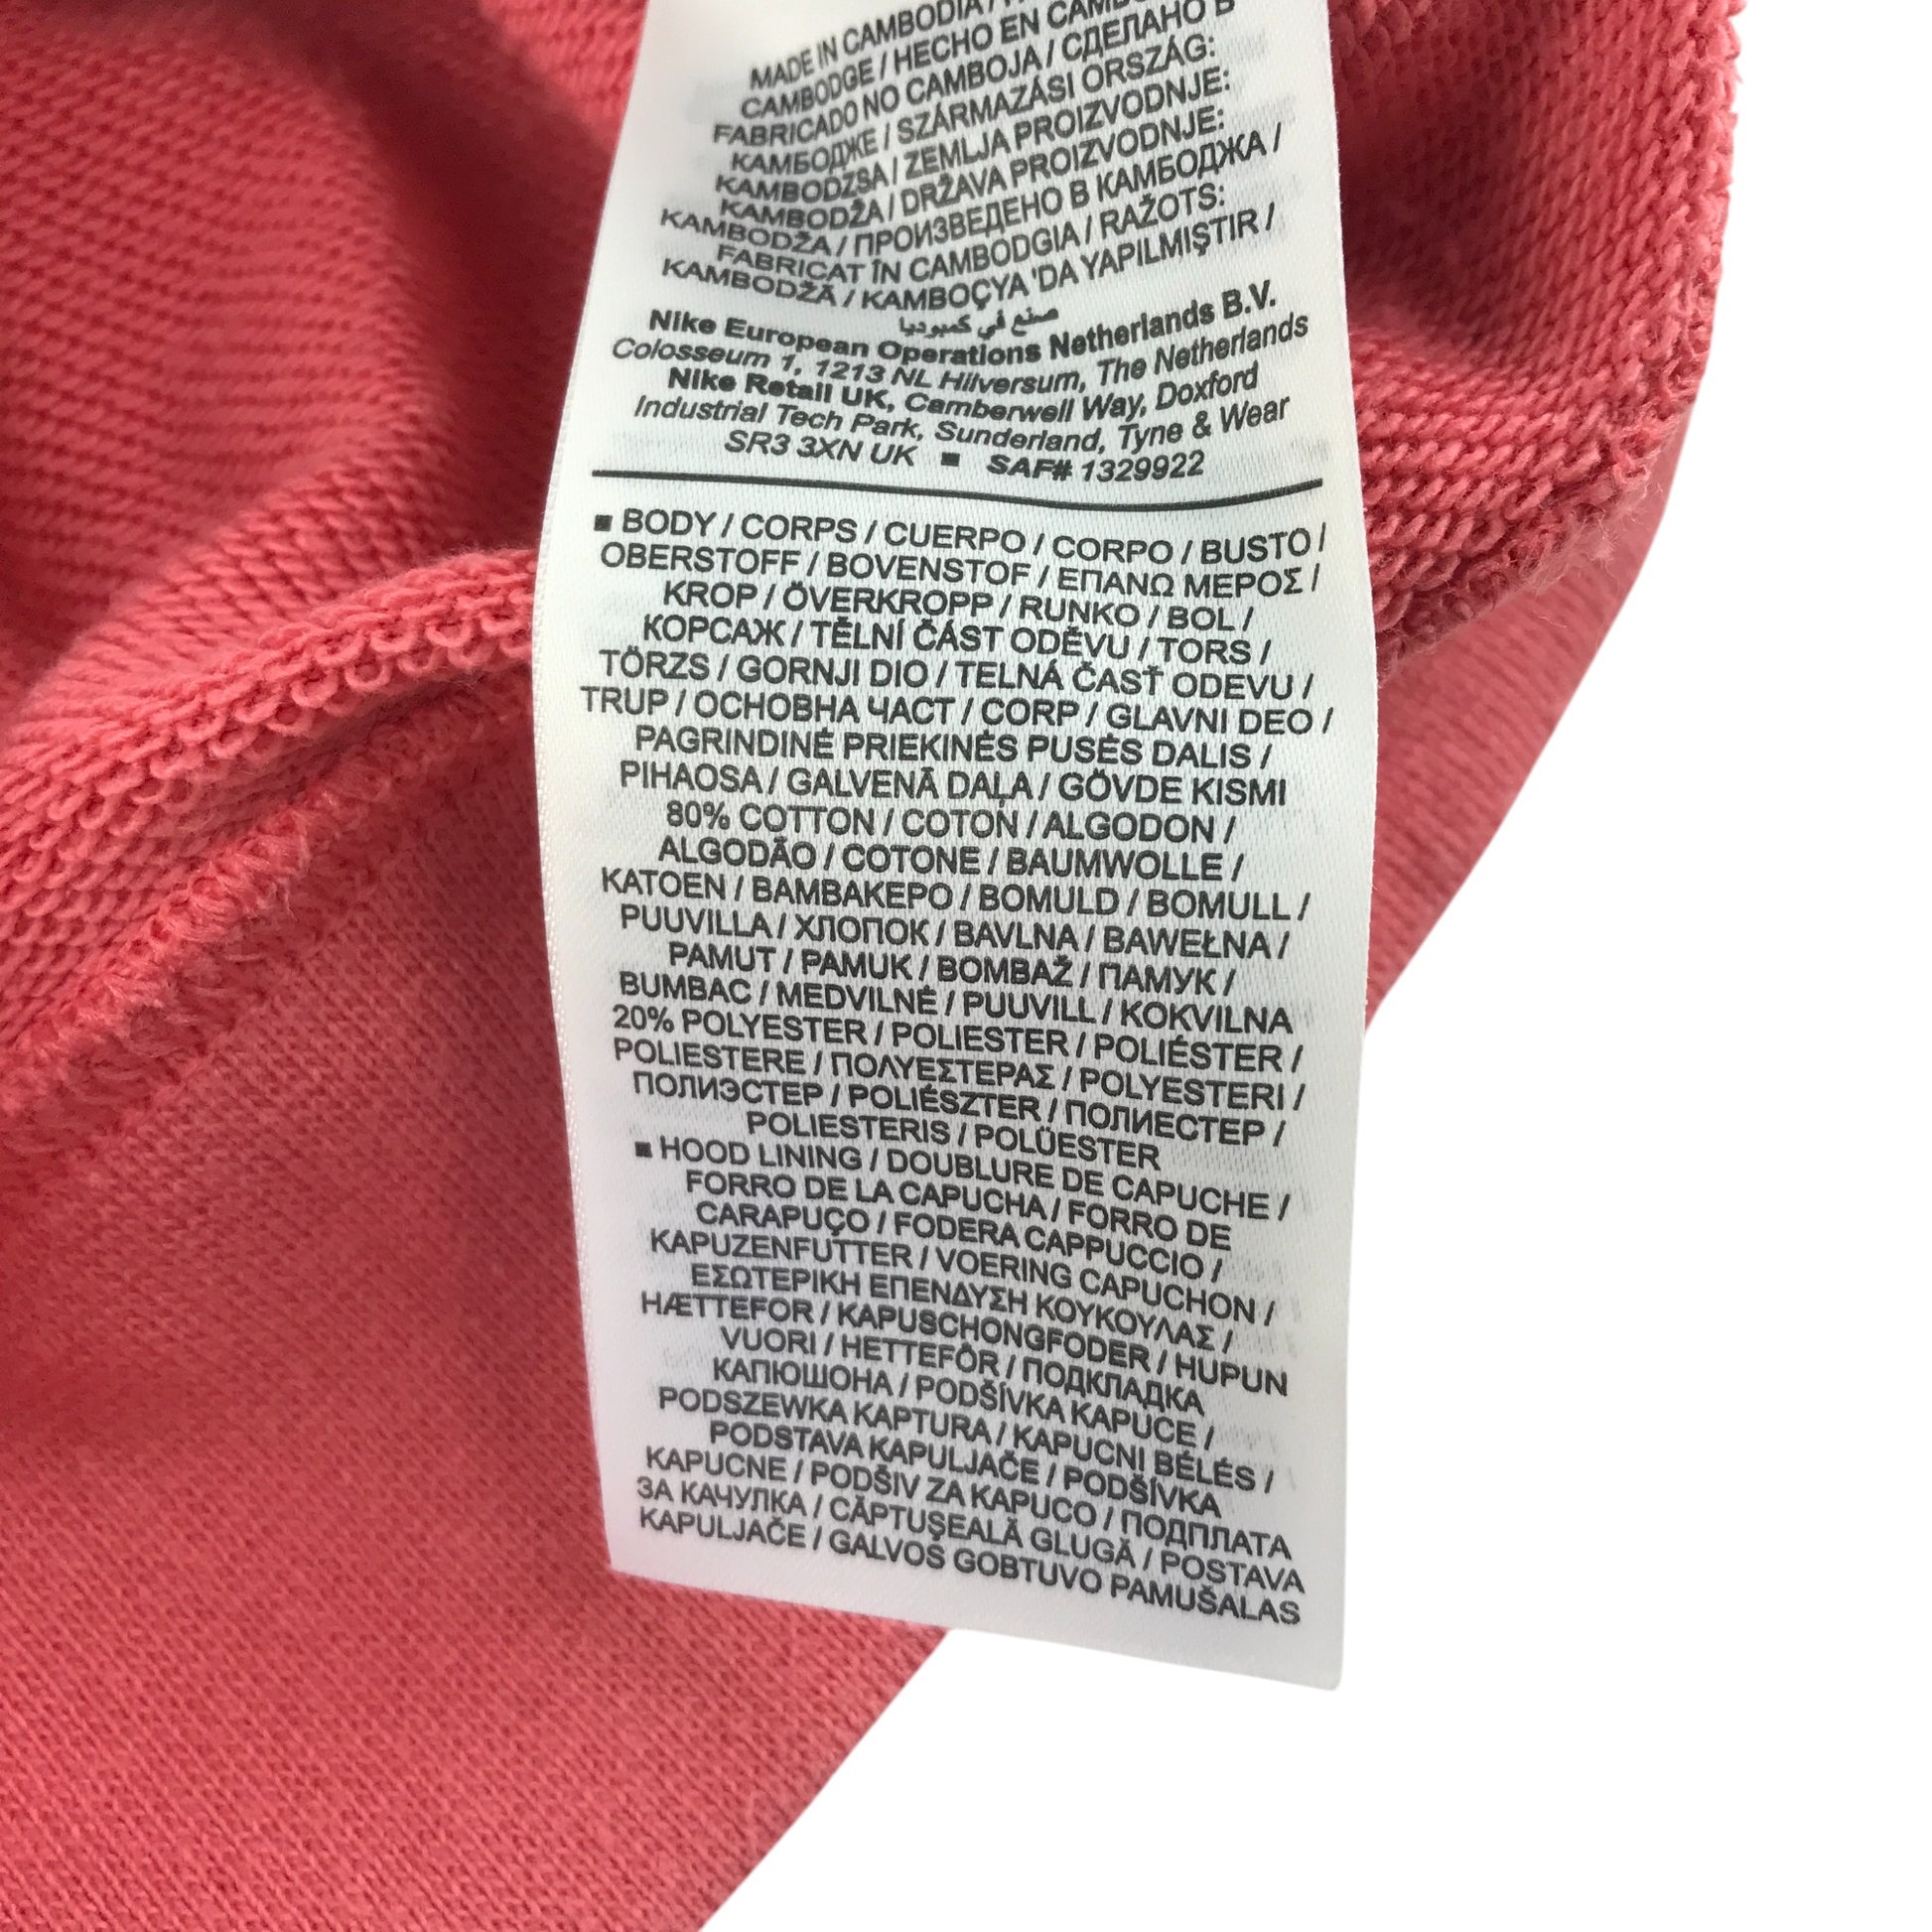 MADE IN CAMBODIA /
CAMBODGE / HECHO EN
FABRICADO NO CAMBOJA / СДЕЛАНО В
КАМБОДЖЕ / SZÁRMAZÁSI ORSZÁG:
KAMBODZSA / ZEMLJA PROIZVODNJE:
KAMBODŽA / DRŽAVA PROIZVODNJE:
KAMBODŽA / ПРОИЗВЕДЕНО В КАМБОДЖА /
FABRICAT ÎN CAMBODGIA / RAŽOTS:
KAMBODŽĀ / KAMBOÇYA 'DA YAPILMIŞTIR /
صنع في كمبوديا
Nike European Operations Netherlands B.V.
Colosseum 1, 1213 NL Hilversum, The Netherlands
Nike Retail UK, Camberwell Way, Doxford
Industrial Tech Park, Sunderland, Tyne & Wear
SR3 3XN UK ■ SAF# 1329922
■ BODY / CORPS / CUERPO / CORPO / BUSTO /
OBERSTOFF / BOVENSTOF / ΕΠΑΝΩ ΜΕΡΟΣ /
KROP / ÖVERKROPP / RUNKO / BOL /
КОРСАЖ / TĚLNÍ ČÁST ODĚVU / TORS /
TÖRZS / GORNJI DIO / TELNÁ ČASŤ ODEVU /
TRUP / ОСНОВНА ЧАСТ / CORP / GLAVNI DEO /
PAGRINDINĖ PRIEKINĖS PUSĖS DALIS /
PIHAOSA / GALVENĀ DAĻA / GÖVDE KISMI
80% COTTON / COTON / ALGODON /
ALGODÃO / COTONE / BAUMWOLLE /
KATOEN / ΒΑΜΒΑΚΕΡΟ / BOMULD / BOMULL /
PUUVILLA / ХЛОПОК / BAVLNA / BAWEŁNA /
PAMUT / PAMUK / BOMBAŽ / ПАМУК /
BUMBAC / MEDVILNĖ / PUUVILL / KOKVILNA
20% POLYESTER / POLIESTER / POLIÉSTER /
POLIESTERE / ΠΟΛΥΕΣΤΕΡΑΣ / POLYESTERI /
ПОЛИЭСТЕР / POLIÉSZTER / ПОЛИЕСТЕР /
POLIESTERIS / POLÜESTER
■ HOOD LINING / DOUBLURE DE CAPUCHE /
FORRO DE LA CAPUCHA / FORRO DE
CARAPUÇO / FODERA CAPPUCCIO /
KAPUZENFUTTER / VOERING CAPUCHON /
ΕΣΩΤΕΡΙΚΗ ΕΠΕΝΔΥΣΗ ΚΟΥΚΟΥΛΑΣ /
HÆTTEFOR / KAPUSCHONGFODER / HUPUN
VUORI / HETTEFÔR / ПОДКЛАДКА
КАПЮШОНА / PODŠÍVKA KAPUCE /
PODSZEWKA KAPTURA / KAPUCNI BÉLÉS /
PODSTAVA KAPULJAČE / PODŠÍVKA
KAPUCNE / PODŠIV ZA KAPUCO / ПОДПЛАТА
ЗА КАЧУЛКА / CĂPTUŞEALĂ GLUGĂ / POSTAVA
KAPULJAČE / GALVOS GOBTUVO PAMUŠALAS